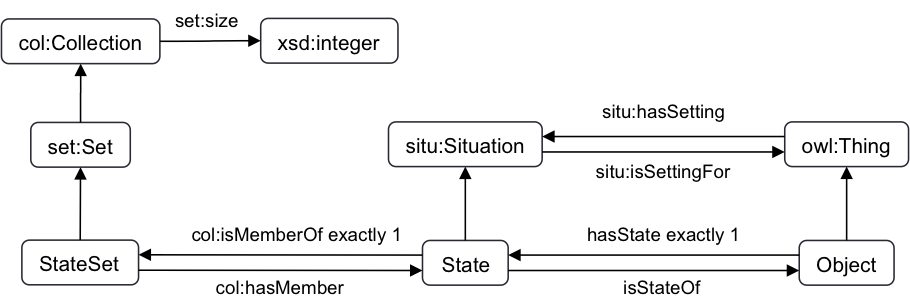 set:size
col:Collection
xsd:integer
situ:hasSetting
set:Set
situ:Situation
owl:Thing
situ:isSettingFor
col:isMemberOf exactly 1
hasState exactly 1
StateSet
State
Object
col:hasMember
isStateOf